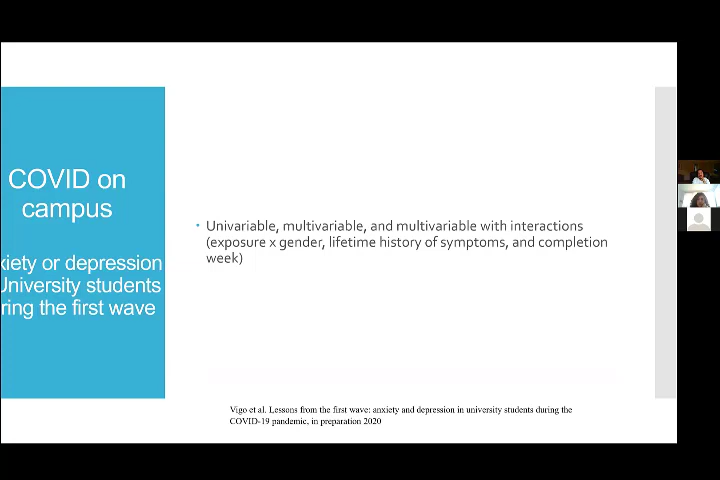 COVID on
campus
xiety or depression
University students
ring the first wave
• Univariable, multivariable, and multivariable with interactions
(exposure x gender, lifetime history of symptoms, and completion
week)
Vigo et al. Lessons from the first wave: anxiety and depression in university students during the
COVID-19 pandemic, in preparation 2020